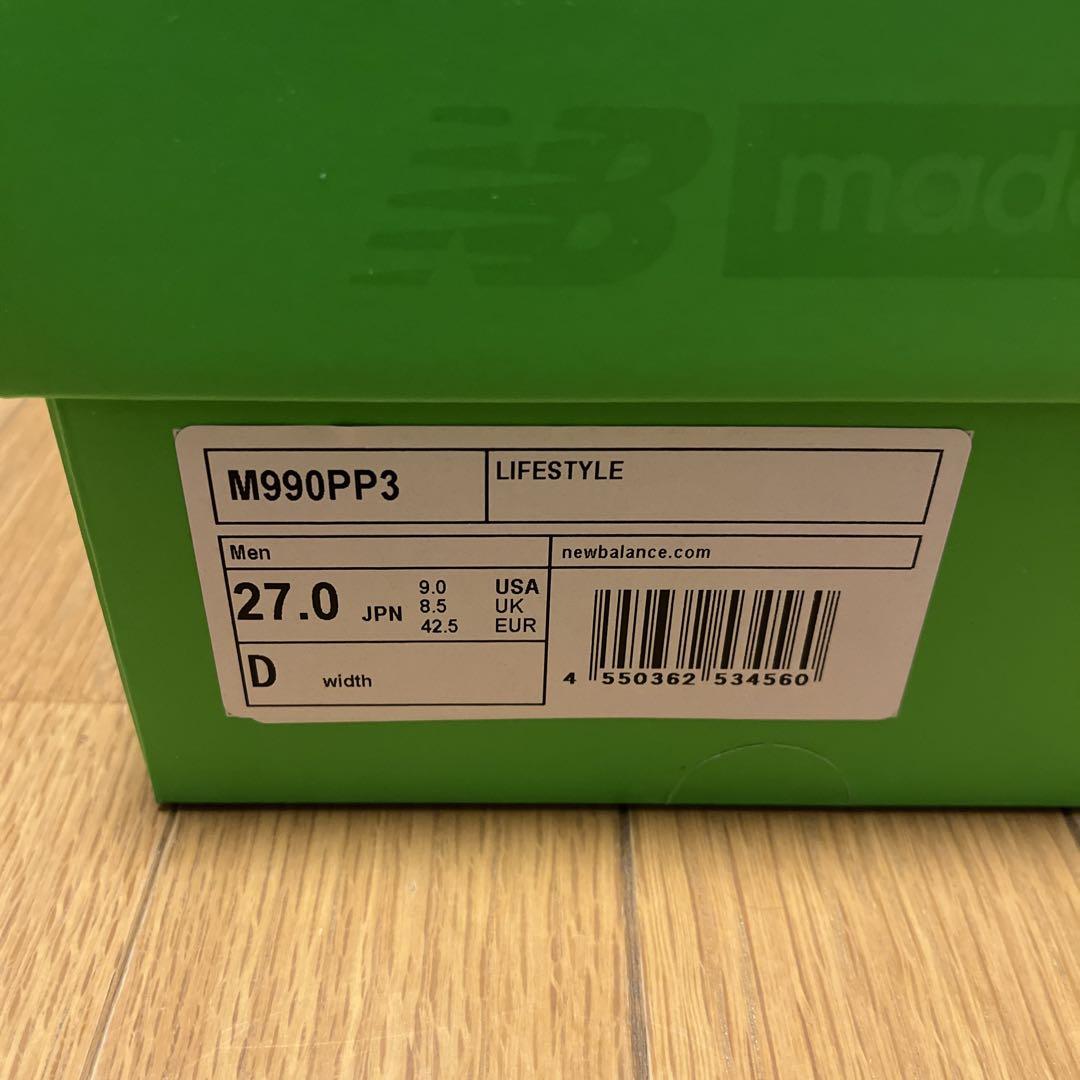 NB made
M990PP3
LIFESTYLE
Men
newbalance.com
27.0 JPN
9.0 USA
8.5 UK
42.5 EUR
D width
4 550362 534560